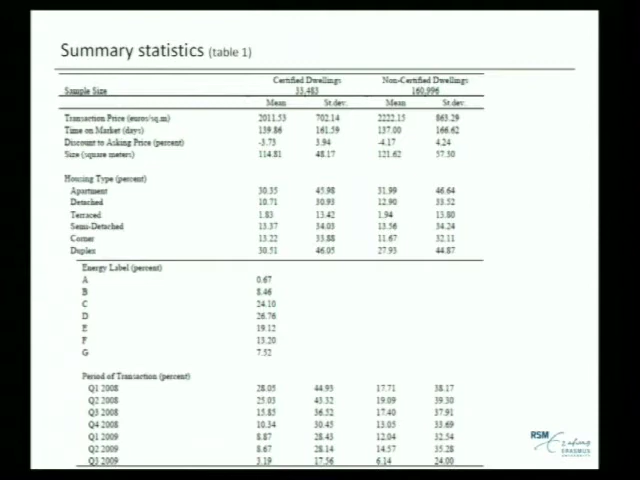 Summary statistics (table 1)
Certified Dwellings Non-Certified Dwellings
Sample Size 33,483 160,996
Mean St.dev. Mean St.dev.
Transaction Price (euros/sq.m) 2011.53 702.14 2222.15 863.29
Time on Market (days) 139.86 161.59 137.00 166.62
Discount to Asking Price (percent) -3.73 3.94 -4.17 4.24
Size (square meters) 114.81 48.17 121.62 57.50
Housing Type (percent)
Apartment 30.35 45.98 31.99 46.64
Detached 10.71 30.93 12.90 33.52
Terraced 1.83 13.42 1.94 13.80
Semi-Detached 13.37 34.03 13.56 34.24
Corner 13.22 33.88 11.67 32.11
Duplex 30.51 46.05 27.93 44.87
Energy Label (percent)
A 0.67
B 8.46
C 24.10
D 26.76
E 19.12
F 13.20
G 7.52
Period of Transaction (percent)
Q1 2008 28.05 44.93 17.71 38.17
Q2 2008 25.03 43.32 19.09 39.30
Q3 2008 15.85 36.52 17.40 37.91
Q4 2008 10.34 30.45 13.05 33.69
Q1 2009 8.87 28.43 12.04 32.54
Q2 2009 8.67 28.14 14.57 35.28
Q3 2009 3.19 17.56 6.14 24.00
RSM
ERASMUS